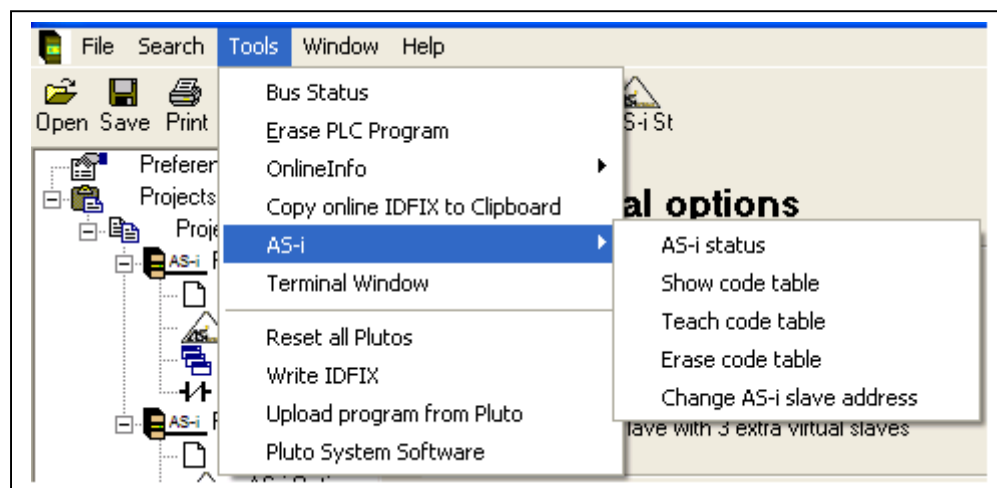 File Search Tools Window Help
Open Save Print
S-i St
Bus Status
Erase PLC Program
OnlineInfo
Copy online IDFIX to Clipboard
AS-i
Terminal Window
Reset all Plutos
Write IDFIX
Upload program from Pluto
Pluto System Software
AS-i status
Show code table
Teach code table
Erase code table
Change AS-i slave address
Preferen
Projects
Proje
AS-i
AS-i
al options
lave with 3 extra virtual slaves